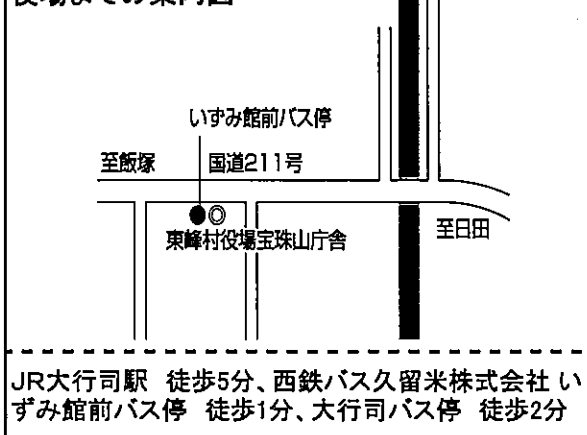 役場までの案内図
いずみ館前バス停
至飯塚 国道211号
東峰村役場宝珠山庁舎
至日田
JR大行司駅 徒歩5分、西鉄バス久留米株式会社 い
ずみ館前バス停 徒歩1分、大行司バス停 徒歩2分